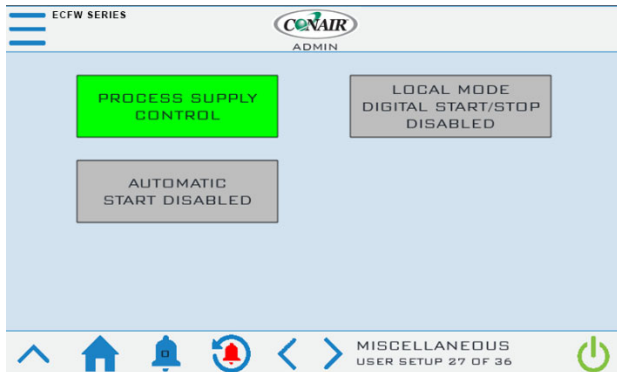 ECFW SERIES
CONAIR
ADMIN
PROCESS SUPPLY
CONTROL
LOCAL MODE
DIGITAL START/STOP
DISABLED
AUTOMATIC
START DISABLED
0
MISCELLANEOUS
USER SETUP 27 OF 36